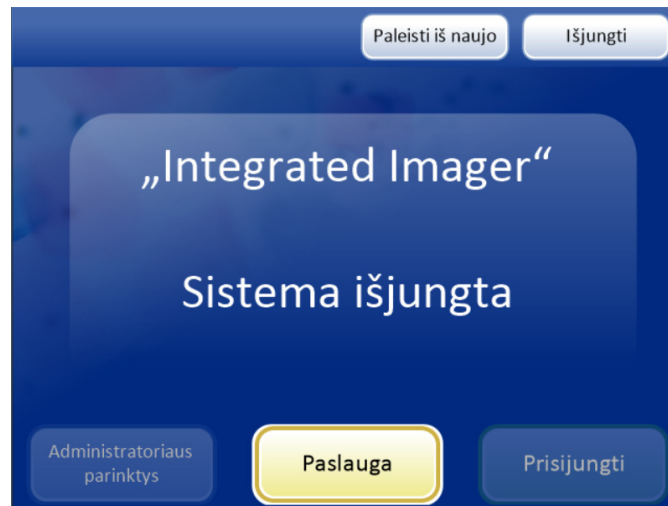 Paleisti iš naujo
Išjungti
„Integrated Imager“
Sistema išjungta
Administratoriaus
parinktys
Paslauga
Prisijungti